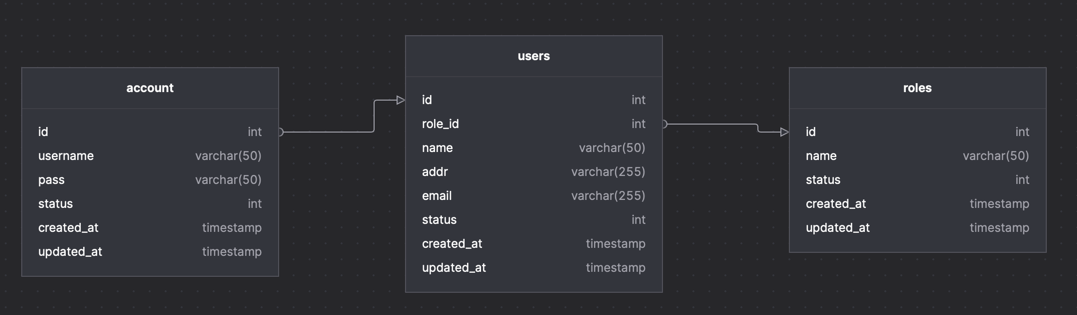 account
id int
username varchar(50)
pass varchar(50)
status int
created_at timestamp
updated_at timestamp
users
id int
role_id int
name varchar(50)
addr varchar(255)
email varchar(255)
status int
created_at timestamp
updated_at timestamp
roles
id int
name varchar(50)
status int
created_at timestamp
updated_at timestamp